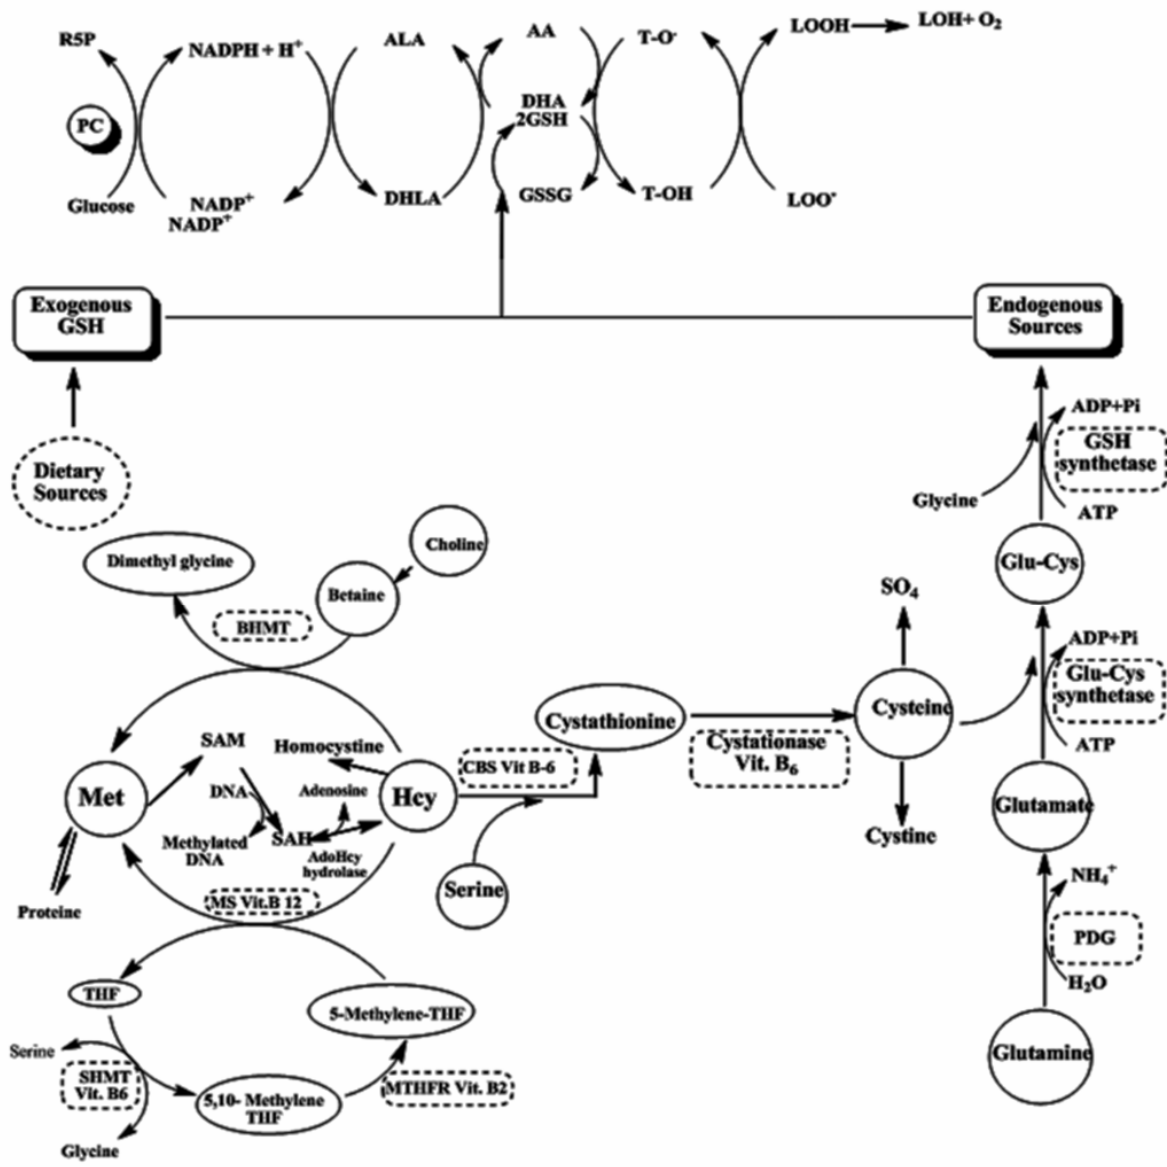 R5P
NADPH + H⁺
ALA
AA
T-O·
LOOH
LOH+ O₂
PC
DHA
2GSH
Glucose
NADP⁺
NADP⁺
DHLA
GSSG
T-OH
LOO·
Exogenous
GSH
Endogenous
Sources
Dietary
Sources
ADP+Pi
GSH
synthetase
Glycine
ATP
Glu-Cys
Choline
Dimethyl glycine
Betaine
BHMT
SO₄
ADP+Pi
Glu-Cys
synthetase
ATP
Cystathionine
Cysteine
Cystationase
Vit. B₆
SAM
Homocystine
CBS Vit B-6
Met
DNA
Adenosine
Hcy
Methylated
DNA
SAH
AdoHcy
hydrolase
Cystine
Glutamate
Serine
MS Vit.B 12
Proteine
NH₄⁺
PDG
H₂O
THF
5-Methylene-THF
Serine
SHMT
Vit. B6
5,10- Methylene
THF
MTHFR Vit. B2
Glutamine
Glycine